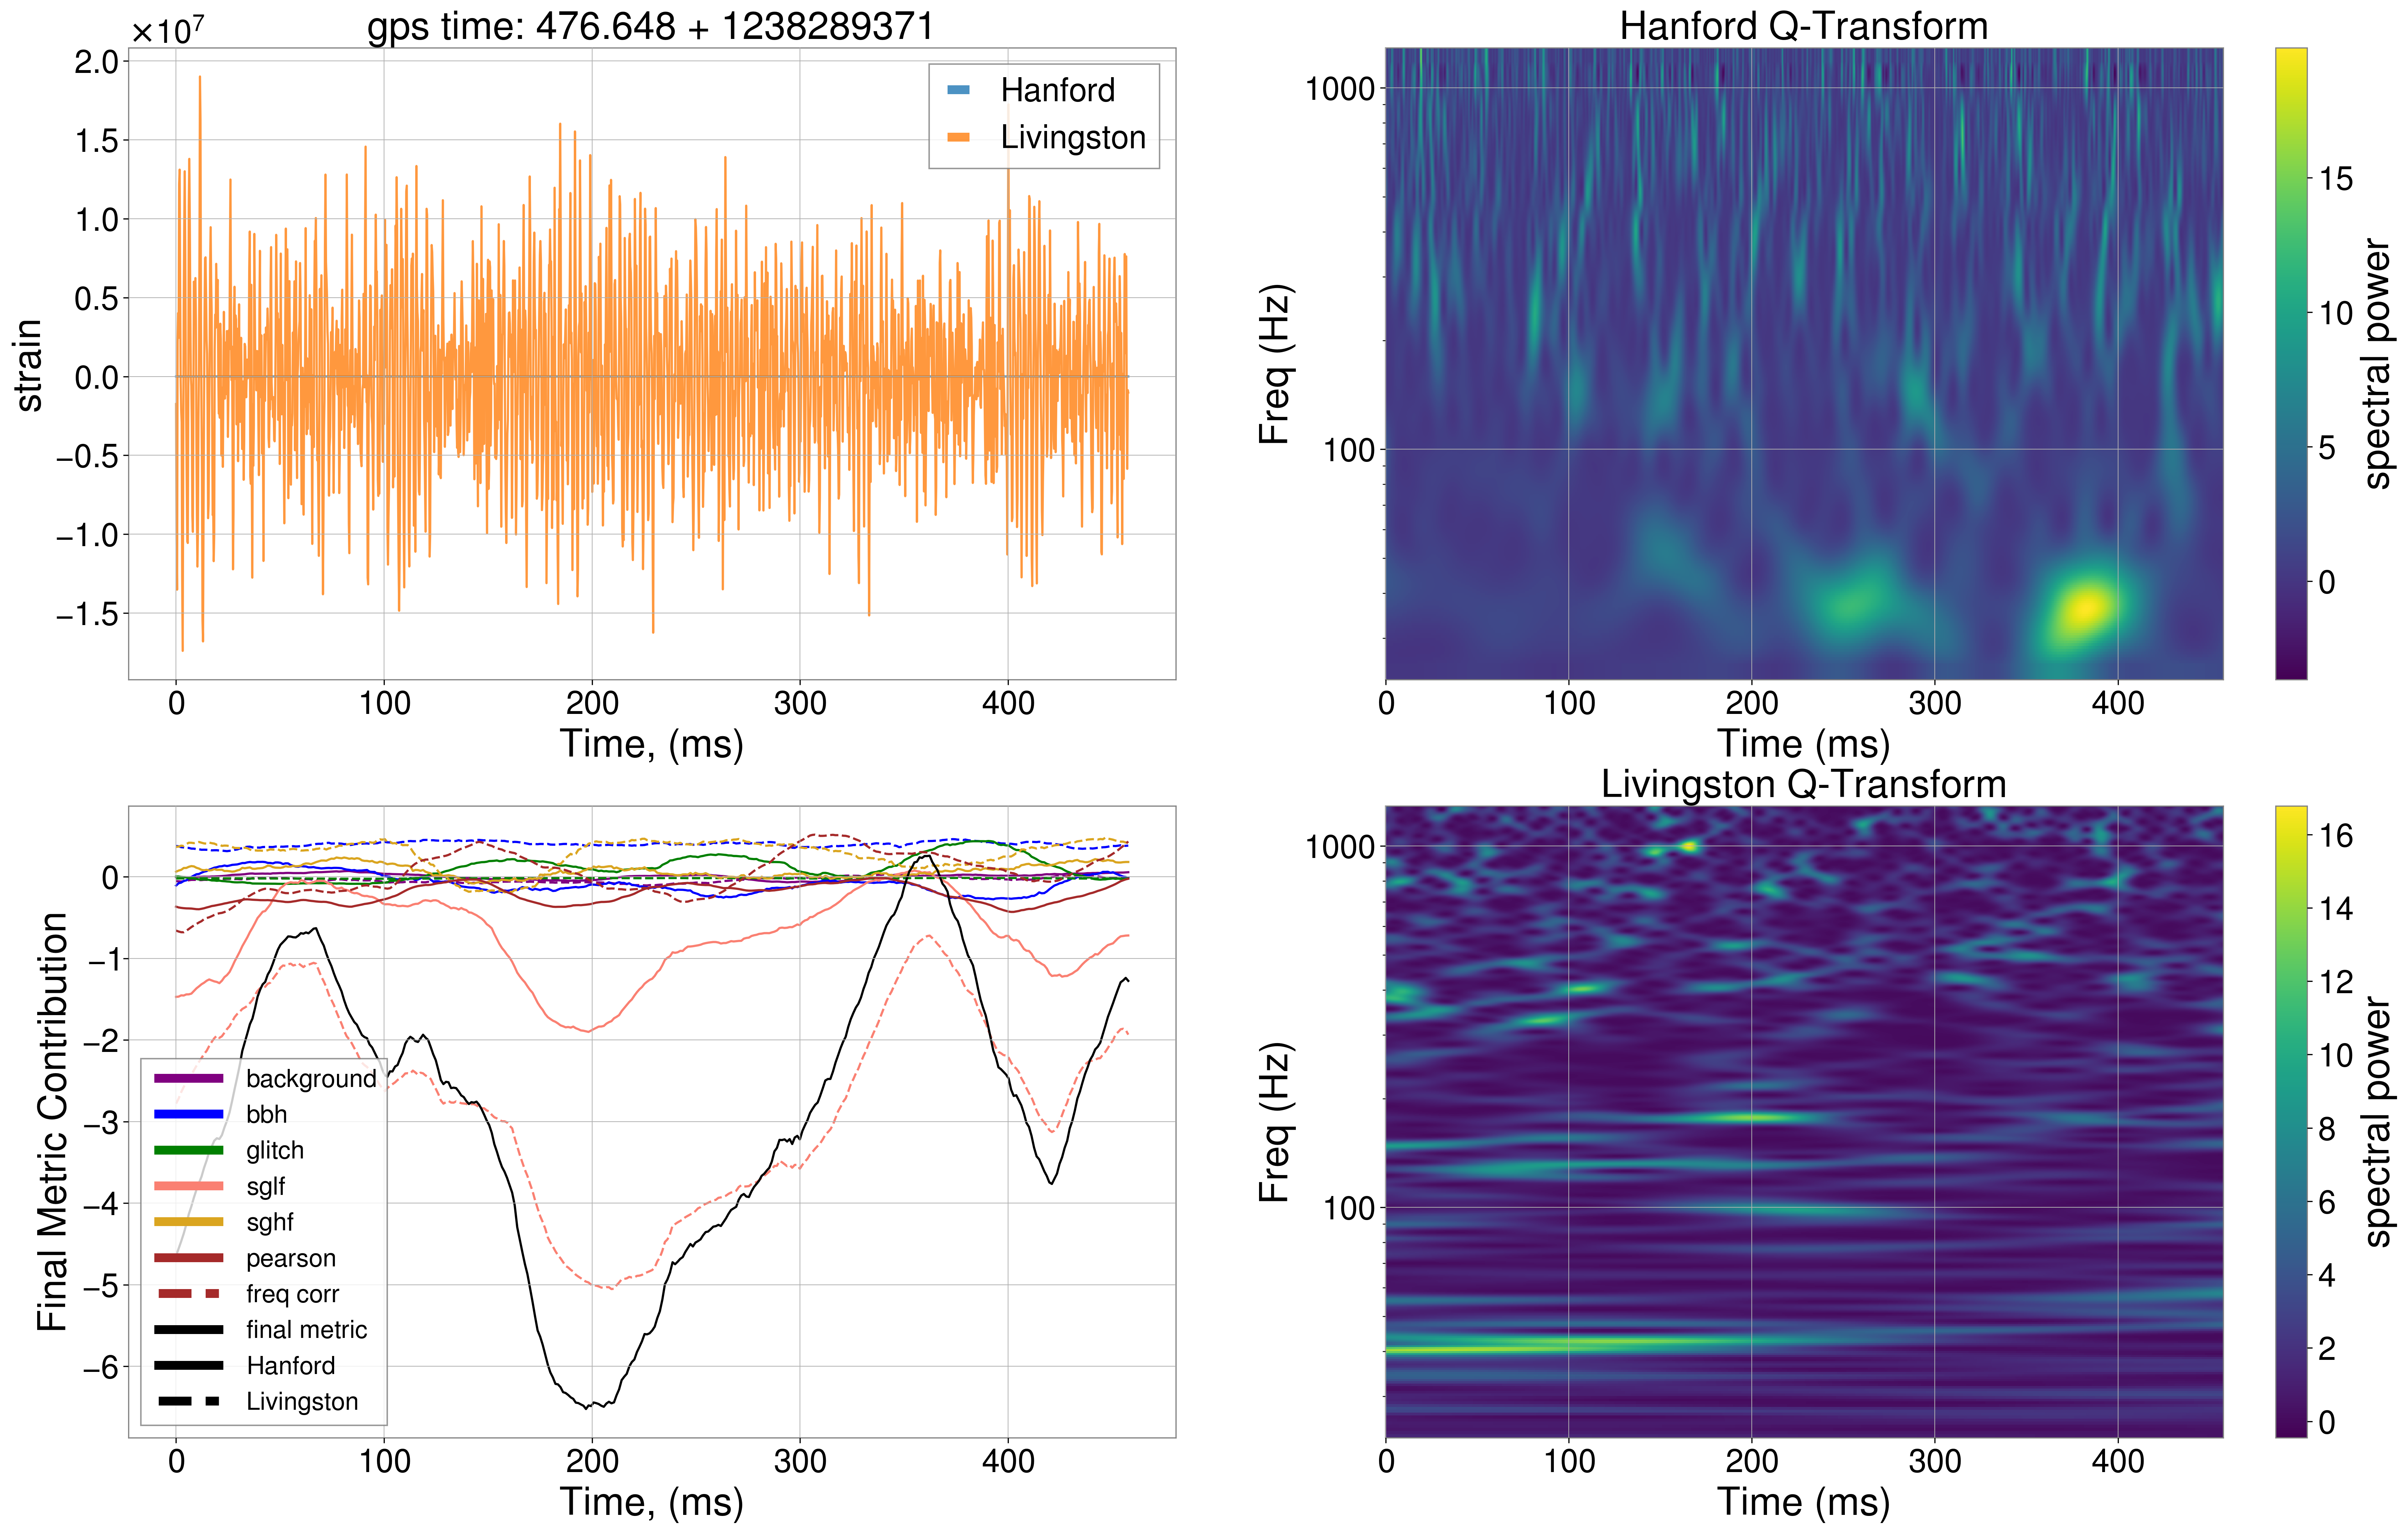 gps time: 476.648 + 1238289371
×10⁷
2.0
1.5
1.0
0.5
0.0
−0.5
−1.0
−1.5
strain
0 100 200 300 400
Time, (ms)
Hanford
Livingston
Hanford Q-Transform
1000
100
Freq (Hz)
0 100 200 300 400
Time (ms)
15
10
5
0
spectral power
0
−1
−2
−3
−4
−5
−6
Final Metric Contribution
background
bbh
glitch
sglf
sghf
pearson
freq corr
final metric
Hanford
Livingston
0 100 200 300 400
Time, (ms)
Livingston Q-Transform
1000
100
Freq (Hz)
0 100 200 300 400
Time (ms)
16
14
12
10
8
6
4
2
0
spectral power